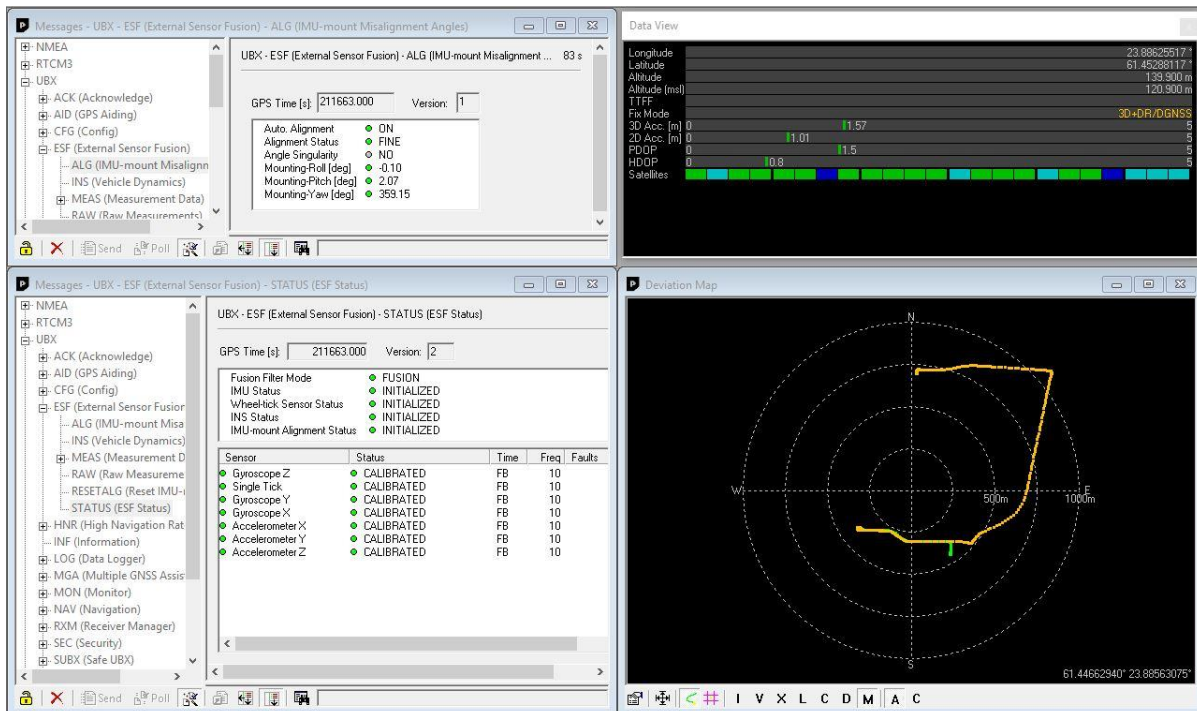 Messages - UBX - ESF (External Sensor Fusion) - ALG (IMU-mount Misalignment Angles)
NMEA
RTCM3
UBX
ACK (Acknowledge)
AID (GPS Aiding)
CFG (Config)
ESF (External Sensor Fusion)
ALG (IMU-mount Misalignn
INS (Vehicle Dynamics)
MEAS (Measurement Data)
RAW (Raw Measurements)
UBX - ESF (External Sensor Fusion) - ALG (IMU-mount Misalignment ... 83 s
GPS Time [s]: 211663.000 Version: 1
Auto. Alignment ON
Alignment Status FINE
Angle Singularity NO
Mounting-Roll [deg] -0.10
Mounting-Pitch [deg] 2.07
Mounting-Yaw [deg] 359.15
Send Poll
Data View
Longitude 23.88625517 °
Latitude 61.45288117 °
Altitude 139.900 m
Altitude (msl) 120.900 m
TTFF
Fix Mode 3D+DR/DGNSS
3D Acc. [m] 0 1.57 5
2D Acc. [m] 0 1.01 5
PDOP 0 1.5 5
HDOP 0 0.8 5
Satellites
Messages - UBX - ESF (External Sensor Fusion) - STATUS (ESF Status)
NMEA
RTCM3
UBX
ACK (Acknowledge)
AID (GPS Aiding)
CFG (Config)
ESF (External Sensor Fusior
ALG (IMU-mount Misa
INS (Vehicle Dynamics)
MEAS (Measurement D
RAW (Raw Measureme
RESETALG (Reset IMU-
STATUS (ESF Status)
HNR (High Navigation Rat
INF (Information)
LOG (Data Logger)
MGA (Multiple GNSS Assis
MON (Monitor)
NAV (Navigation)
RXM (Receiver Manager)
SEC (Security)
SUBX (Safe UBX)
UBX - ESF (External Sensor Fusion) - STATUS (ESF Status)
GPS Time [s]: 211663.000 Version: 2
Fusion Filter Mode FUSION
IMU Status INITIALIZED
Wheel-tick Sensor Status INITIALIZED
INS Status INITIALIZED
IMU-mount Alignment Status INITIALIZED
Sensor Status Time Freq Faults
Gyroscope Z CALIBRATED FB 10
Single Tick CALIBRATED FB 10
Gyroscope Y CALIBRATED FB 10
Gyroscope X CALIBRATED FB 10
Accelerometer X CALIBRATED FB 10
Accelerometer Y CALIBRATED FB 10
Accelerometer Z CALIBRATED FB 10
Send Poll
Deviation Map
N
W 500m E
1000m
S
61.44662940° 23.88563075°
I V X L C D M A C